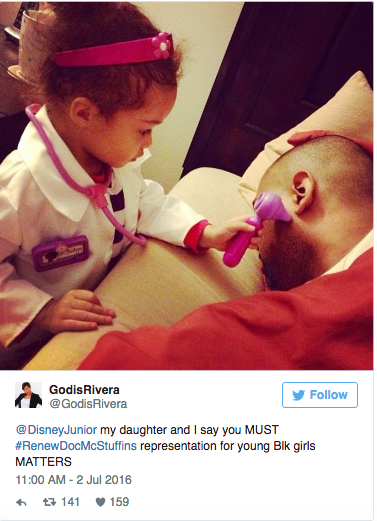 GodisRivera
@GodisRivera
Follow
@DisneyJunior my daughter and I say you MUST
#RenewDocMcStuffins representation for young Blk girls
MATTERS
11:00 AM - 2 Jul 2016
141 159